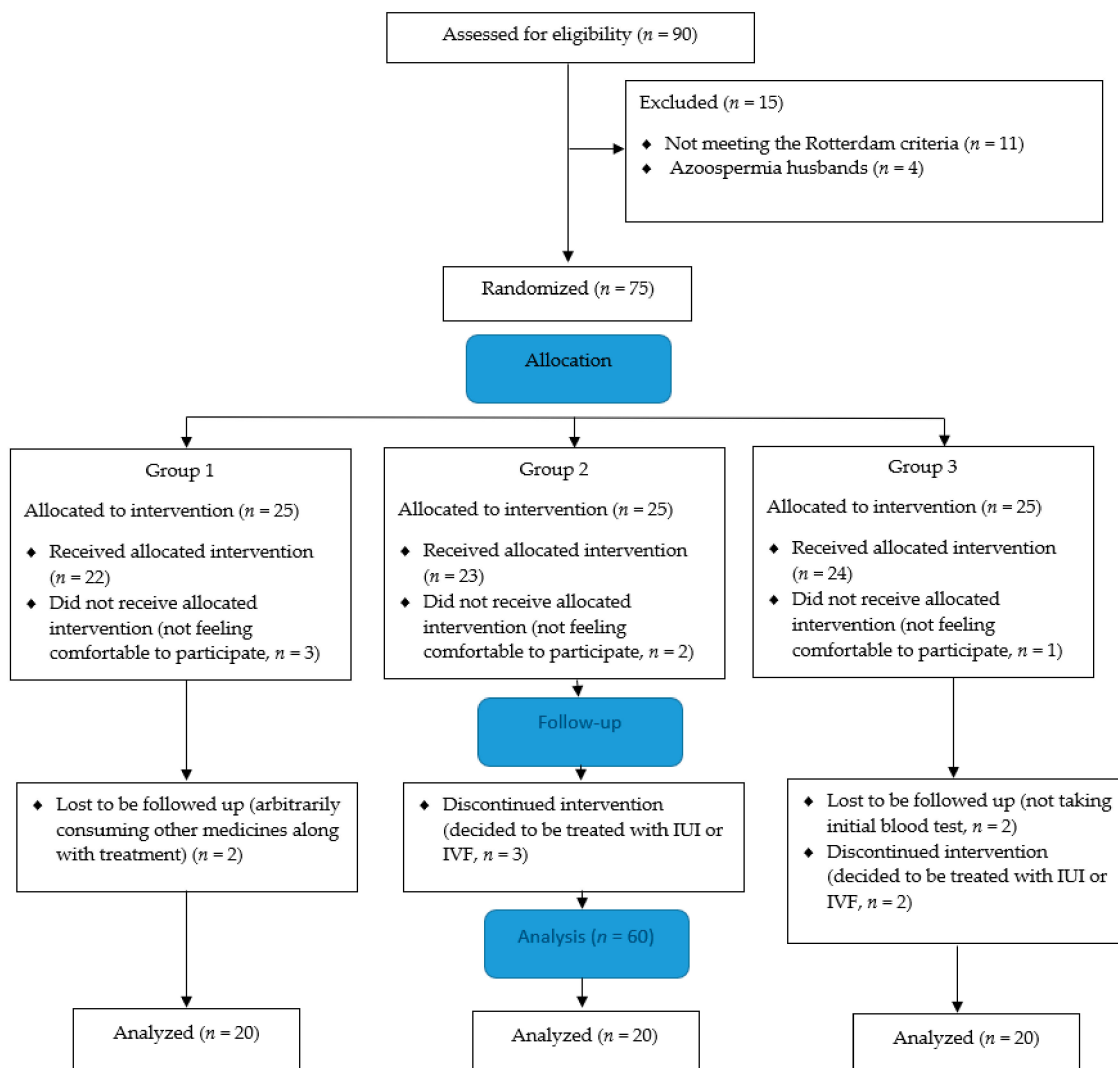 Assessed for eligibility (n = 90)
Excluded (n = 15)
♦ Not meeting the Rotterdam criteria (n = 11)
♦ Azoospermia husbands (n = 4)
Randomized (n = 75)
Allocation
Group 1
Allocated to intervention (n = 25)
♦ Received allocated intervention
(n = 22)
♦ Did not receive allocated
intervention (not feeling
comfortable to participate, n = 3)
Group 2
Allocated to intervention (n = 25)
♦ Received allocated intervention
(n = 23)
♦ Did not receive allocated
intervention (not feeling
comfortable to participate, n = 2)
Group 3
Allocated to intervention (n = 25)
♦ Received allocated intervention
(n = 24)
♦ Did not receive allocated
intervention (not feeling
comfortable to participate, n = 1)
Follow-up
♦ Lost to be followed up (arbitrarily
consuming other medicines along
with treatment) (n = 2)
♦ Discontinued intervention
(decided to be treated with IUI or
IVF, n = 3)
♦ Lost to be followed up (not taking
initial blood test, n = 2)
♦ Discontinued intervention
(decided to be treated with IUI or
IVF, n = 2)
Analysis (n = 60)
Analyzed (n = 20)
Analyzed (n = 20)
Analyzed (n = 20)